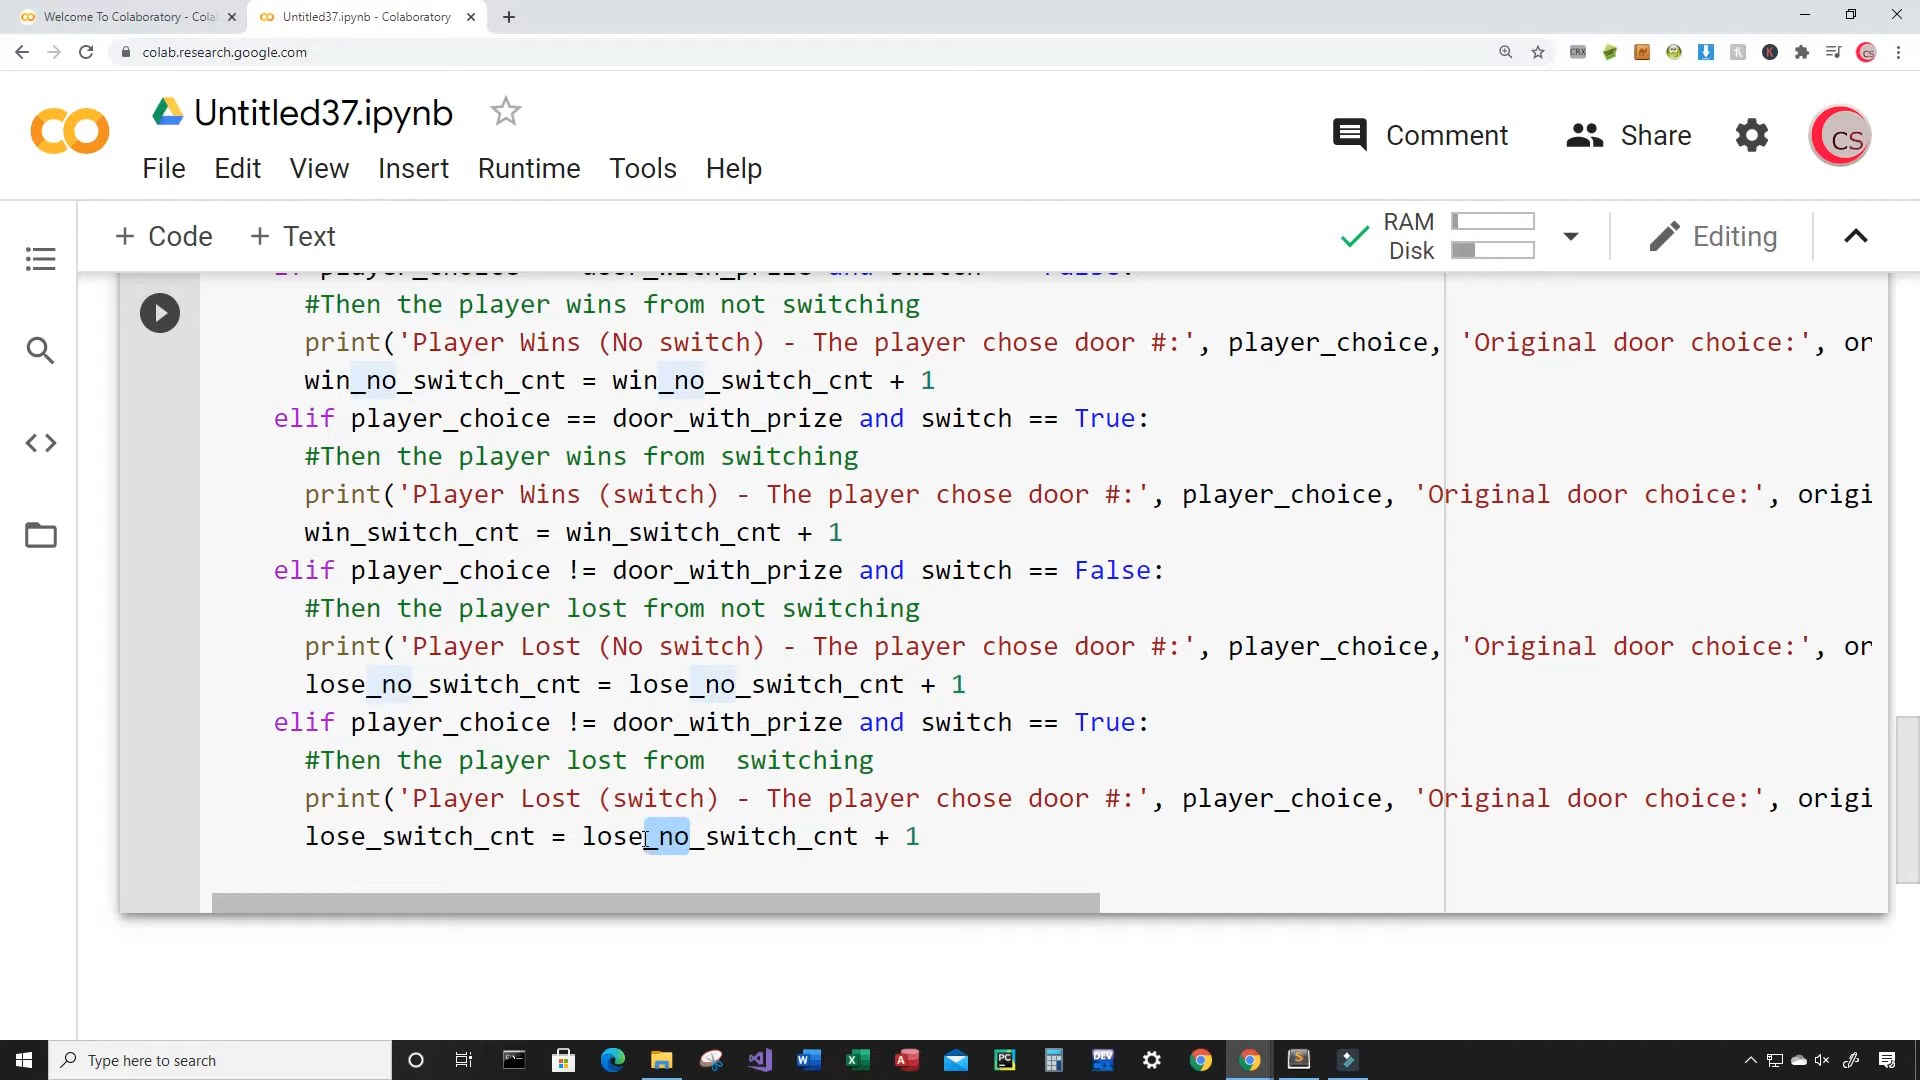 Welcome To Colaboratory - Cola
Untitled37.ipynb - Colaboratory
colab.research.google.com
Untitled37.ipynb
Comment
Share
CS
File Edit View Insert Runtime Tools Help
+ Code + Text
RAM
Disk
Editing
if player_choice == door_with_prize and switch == False:
#Then the player wins from not switching
print('Player Wins (No switch) - The player chose door #:', player_choice, 'Original door choice:', or
win_no_switch_cnt = win_no_switch_cnt + 1
elif player_choice == door_with_prize and switch == True:
#Then the player wins from switching
print('Player Wins (switch) - The player chose door #:', player_choice, 'Original door choice:', origi
win_switch_cnt = win_switch_cnt + 1
elif player_choice != door_with_prize and switch == False:
#Then the player lost from not switching
print('Player Lost (No switch) - The player chose door #:', player_choice, 'Original door choice:', or
lose_no_switch_cnt = lose_no_switch_cnt + 1
elif player_choice != door_with_prize and switch == True:
#Then the player lost from  switching
print('Player Lost (switch) - The player chose door #:', player_choice, 'Original door choice:', origi
lose_switch_cnt = lose_no_switch_cnt + 1
Type here to search